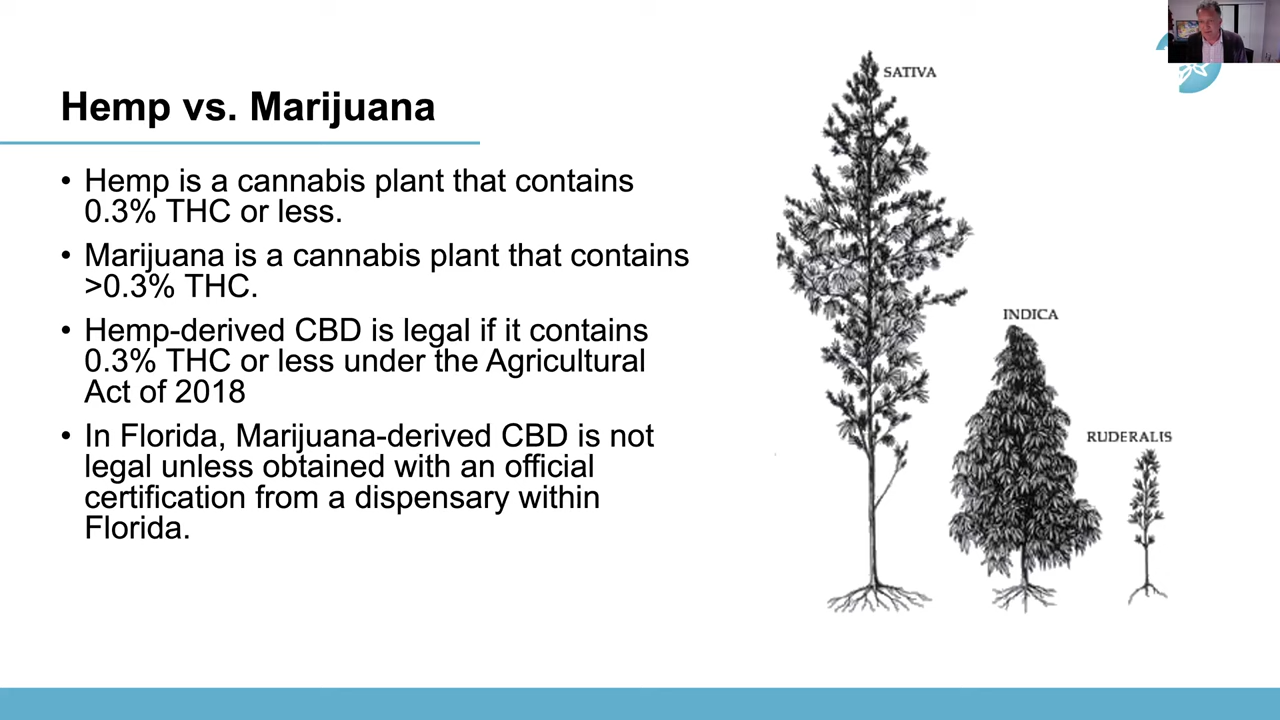 Hemp vs. Marijuana
• Hemp is a cannabis plant that contains
0.3% THC or less.
• Marijuana is a cannabis plant that contains
>0.3% THC.
• Hemp-derived CBD is legal if it contains
0.3% THC or less under the Agricultural
Act of 2018
• In Florida, Marijuana-derived CBD is not
legal unless obtained with an official
certification from a dispensary within
Florida.
SATIVA
INDICA
RUDERALIS